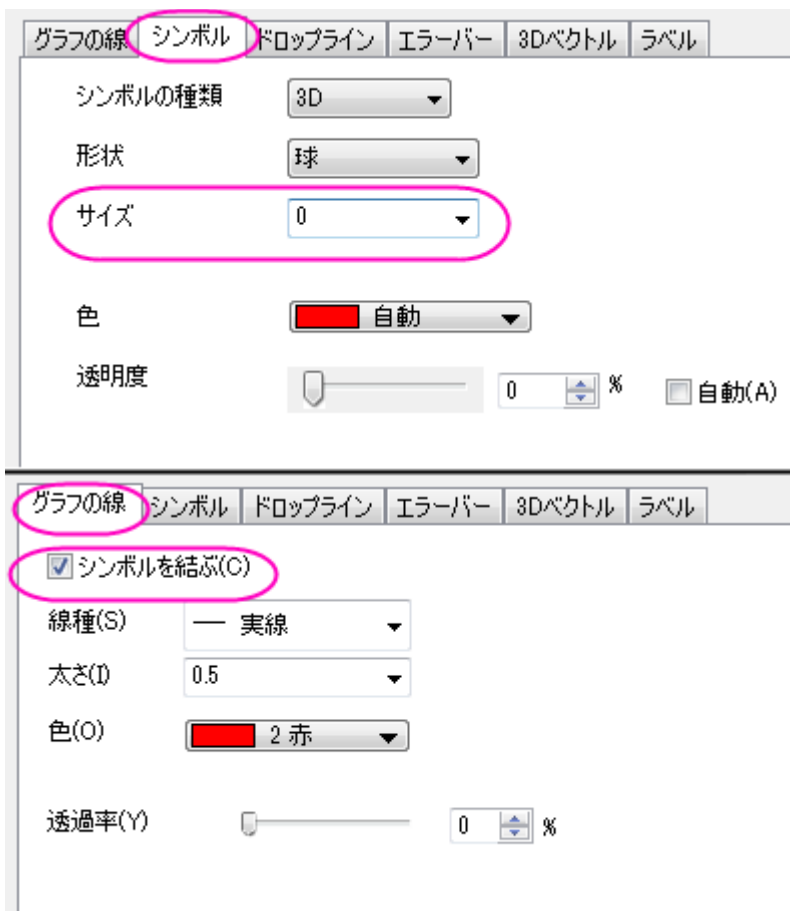 グラフの線 シンボル ドロップライン エラーバー 3Dベクトル ラベル
シンボルの種類 3D
形状 球
サイズ 0
色 自動
透明度 0 % 自動(A)
グラフの線 シンボル ドロップライン エラーバー 3Dベクトル ラベル
シンボルを結ぶ(C)
線種(S) 実線
太さ(I) 0.5
色(O) 2 赤
透過率(Y) 0 %